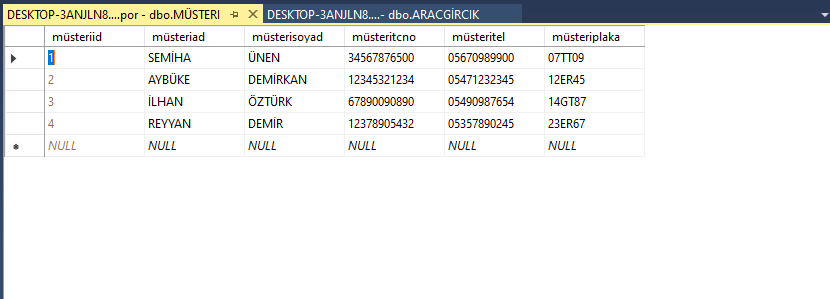 DESKTOP-3ANJLN8....por - dbo.MÜSTERI DESKTOP-3ANJLN8....- dbo.ARACGİRCIK
müsteriid müsteriad müsterisoyad müsteritcno müsteritel müsteriplaka
1 SEMİHA ÜNEN 34567876500 05670989900 07TT09
2 AYBÜKE DEMİRKAN 12345321234 05471232345 12ER45
3 İLHAN ÖZTÜRK 67890090890 05490987654 14GT87
4 REYYAN DEMİR 12378905432 05357890245 23ER67
NULL NULL NULL NULL NULL NULL